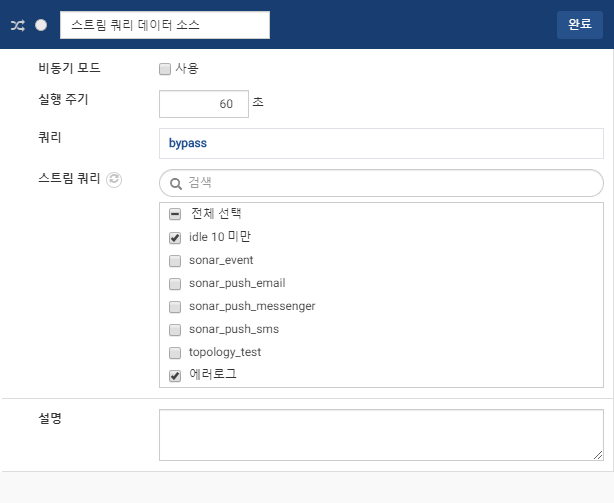 스트림 쿼리 데이터 소스
완료
비동기 모드 사용
실행 주기 60 초
쿼리 bypass
스트림 쿼리 검색
전체 선택
idle 10 미만
sonar_event
sonar_push_email
sonar_push_messenger
sonar_push_sms
topology_test
에러로그
설명